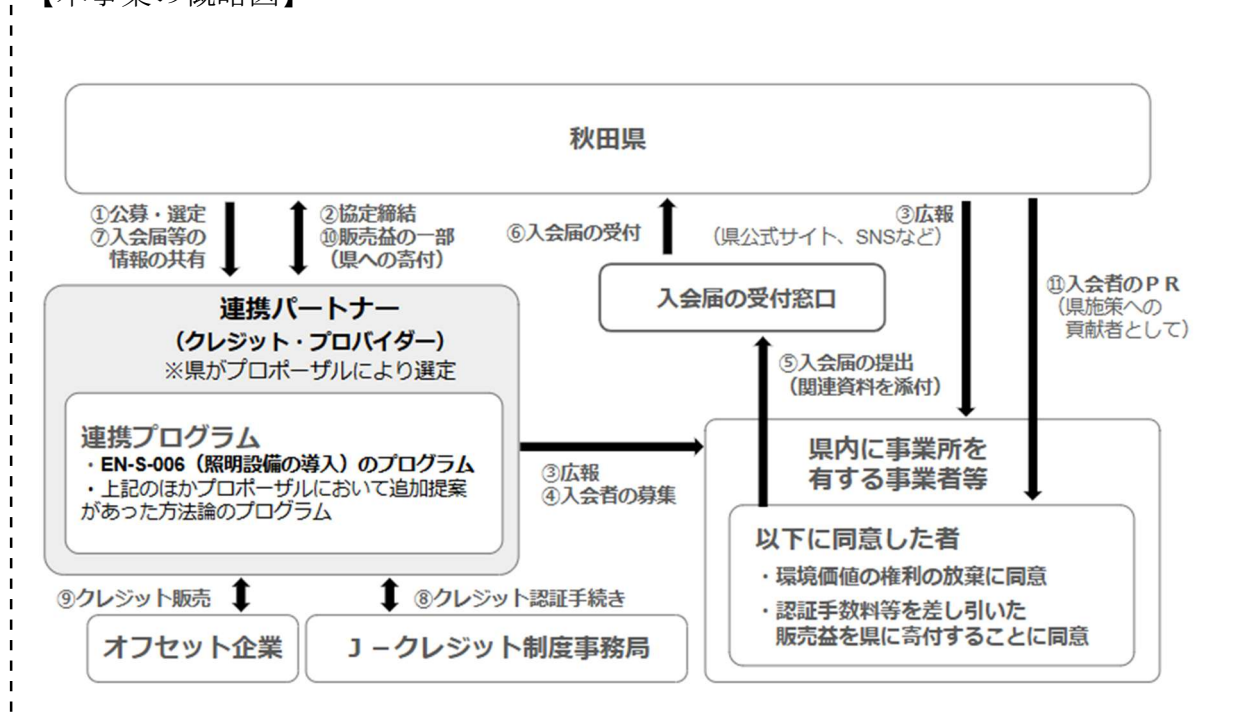 【本事業の概略図】
秋田県
①公募・選定
⑦入会届等の
情報の共有
②協定締結
⑩販売益の一部
（県への寄付）
⑥入会届の受付
③広報
（県公式サイト、SNSなど）
入会届の受付窓口
⑪入会者のＰＲ
（県施策への
貢献者として）
連携パートナー
（クレジット・プロバイダー）
※県がプロポーザルにより選定
⑤入会届の提出
（関連資料を添付）
連携プログラム
・EN-S-006（照明設備の導入）のプログラム
・上記のほかプロポーザルにおいて追加提案
があった方法論のプログラム
③広報
④入会者の募集
県内に事業所を
有する事業者等
以下に同意した者
・環境価値の権利の放棄に同意
・認証手数料等を差し引いた
販売益を県に寄付することに同意
⑨クレジット販売
⑧クレジット認証手続き
オフセット企業
Ｊ－クレジット制度事務局